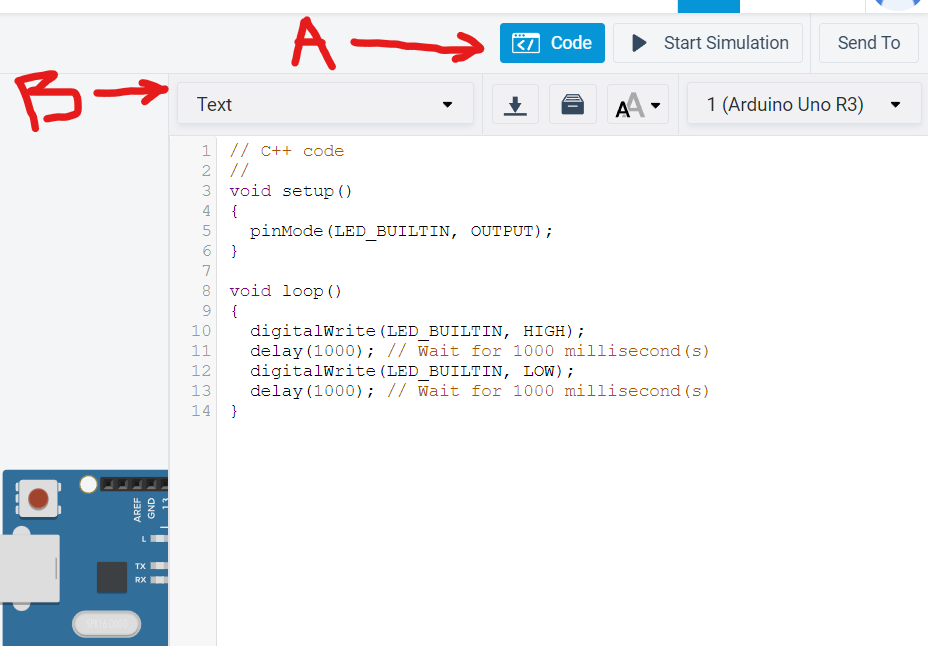 A
Code
Start Simulation
Send To
B
Text
AA
1 (Arduino Uno R3)
1 // C++ code
2 //
3 void setup()
4 {
5 pinMode(LED_BUILTIN, OUTPUT);
6 }
7
8 void loop()
9 {
10 digitalWrite(LED_BUILTIN, HIGH);
11 delay(1000); // Wait for 1000 millisecond(s)
12 digitalWrite(LED_BUILTIN, LOW);
13 delay(1000); // Wait for 1000 millisecond(s)
14 }
AREF
GND
13
L
TX
RX